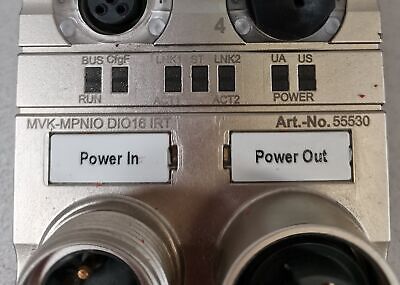 4
BUS CfgF LNK1 ST LNK2 UA US
RUN ACT1 ACT2 POWER
MVK-MPNIO DIO16 IRT Art.-No. 55530
Power In Power Out